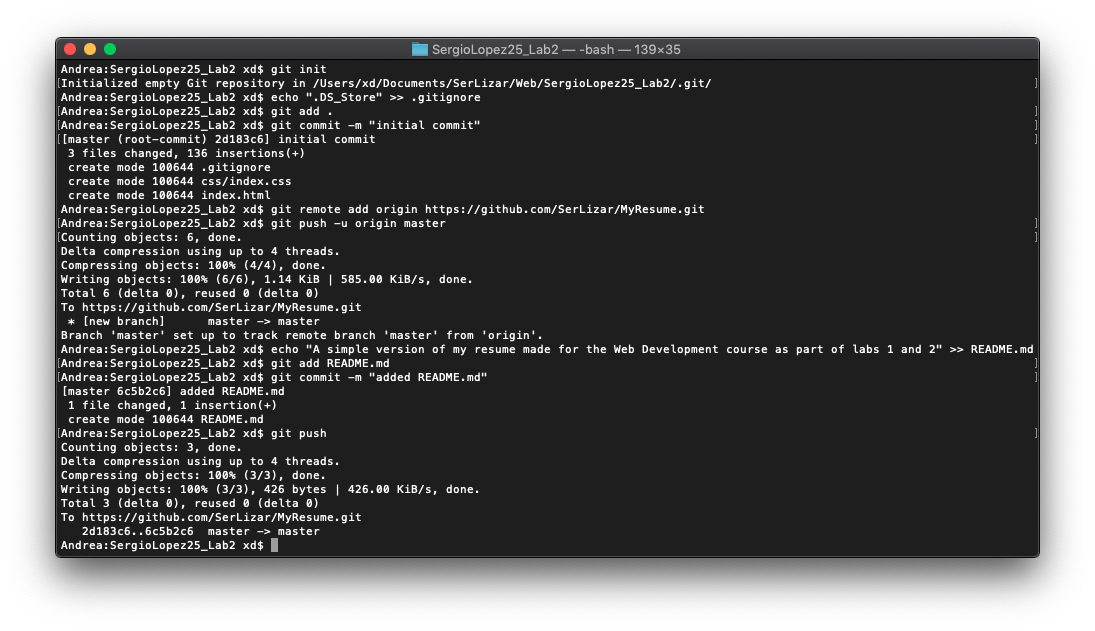 SergioLopez25_Lab2 — -bash — 139×35
Andrea:SergioLopez25_Lab2 xd$ git init
[Initialized empty Git repository in /Users/xd/Documents/SerLizar/Web/SergioLopez25_Lab2/.git/ ]
Andrea:SergioLopez25_Lab2 xd$ echo ".DS_Store" >> .gitignore
[Andrea:SergioLopez25_Lab2 xd$ git add . ]
[Andrea:SergioLopez25_Lab2 xd$ git commit -m "initial commit" ]
[[master (root-commit) 2d183c6] initial commit ]
 3 files changed, 136 insertions(+)
 create mode 100644 .gitignore
 create mode 100644 css/index.css
 create mode 100644 index.html
Andrea:SergioLopez25_Lab2 xd$ git remote add origin https://github.com/SerLizar/MyResume.git
[Andrea:SergioLopez25_Lab2 xd$ git push -u origin master ]
[Counting objects: 6, done. ]
Delta compression using up to 4 threads.
Compressing objects: 100% (4/4), done.
Writing objects: 100% (6/6), 1.14 KiB | 585.00 KiB/s, done.
Total 6 (delta 0), reused 0 (delta 0)
To https://github.com/SerLizar/MyResume.git
 * [new branch]      master -> master
Branch 'master' set up to track remote branch 'master' from 'origin'.
Andrea:SergioLopez25_Lab2 xd$ echo "A simple version of my resume made for the Web Development course as part of labs 1 and 2" >> README.md
[Andrea:SergioLopez25_Lab2 xd$ git add README.md ]
[Andrea:SergioLopez25_Lab2 xd$ git commit -m "added README.md" ]
[master 6c5b2c6] added README.md
 1 file changed, 1 insertion(+)
 create mode 100644 README.md
[Andrea:SergioLopez25_Lab2 xd$ git push ]
Counting objects: 3, done.
Delta compression using up to 4 threads.
Compressing objects: 100% (3/3), done.
Writing objects: 100% (3/3), 426 bytes | 426.00 KiB/s, done.
Total 3 (delta 0), reused 0 (delta 0)
To https://github.com/SerLizar/MyResume.git
   2d183c6..6c5b2c6  master -> master
Andrea:SergioLopez25_Lab2 xd$